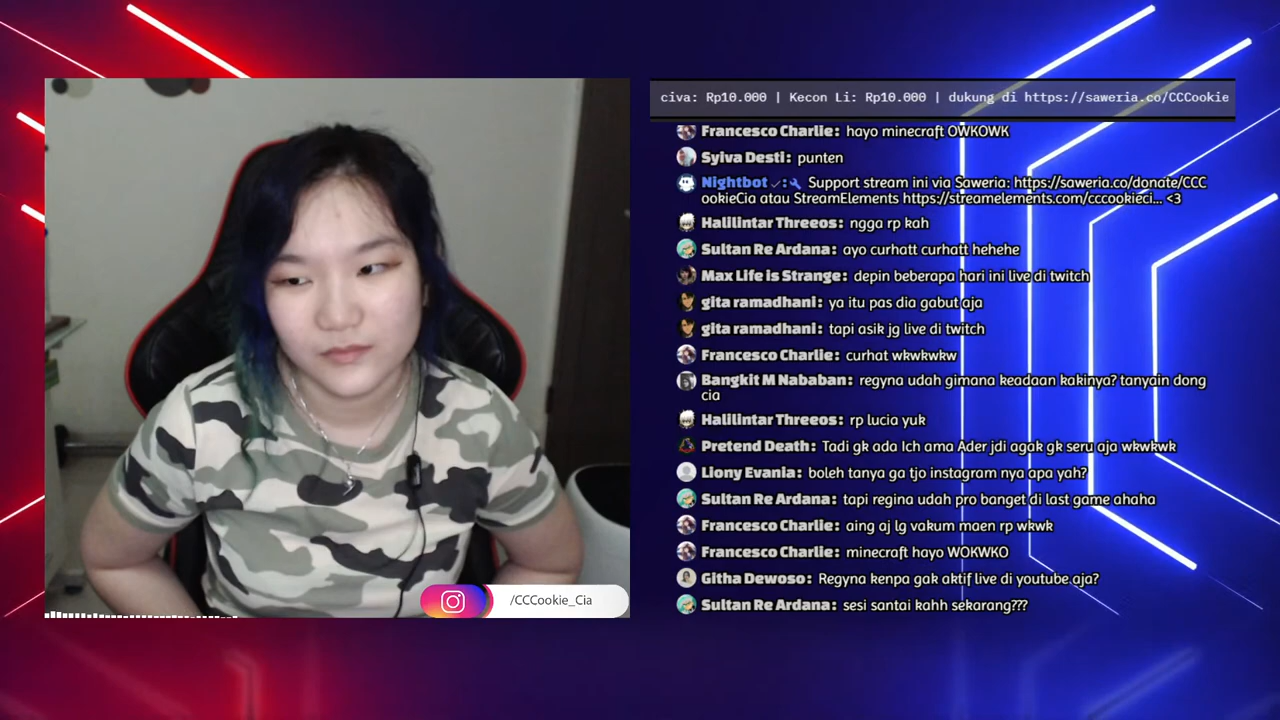 civa: Rp10.000 | Kecon Li: Rp10.000 | dukung di https://saweria.co/CCCookie
Francesco Charlie: hayo minecraft OWKOWK
Syiva Desti: punten
Nightbot ✓:🔧 Support stream ini via Saweria: https://saweria.co/donate/CCC
ookieCia atau StreamElements https://streamelements.com/cccookieci... <3
Halilintar Threeos: ngga rp kah
Sultan Re Ardana: ayo curhatt curhatt hehehe
Max Life is Strange: depin beberapa hari ini live di twitch
gita ramadhani: ya itu pas dia gabut aja
gita ramadhani: tapi asik jg live di twitch
Francesco Charlie: curhat wkwkwkw
Bangkit M Nababan: regyna udah gimana keadaan kakinya? tanyain dong
cia
Halilintar Threeos: rp lucia yuk
Pretend Death: Tadi gk ada Ich ama Ader jdi agak gk seru aja wkwkwk
Liony Evania: boleh tanya ga tjo instagram nya apa yah?
Sultan Re Ardana: tapi regina udah pro banget di last game ahaha
Francesco Charlie: aing aj lg vakum maen rp wkwk
Francesco Charlie: minecraft hayo WOKWKO
Githa Dewoso: Regyna kenpa gak aktif live di youtube aja?
Sultan Re Ardana: sesi santai kahh sekarang???
/CCCookie_Cia